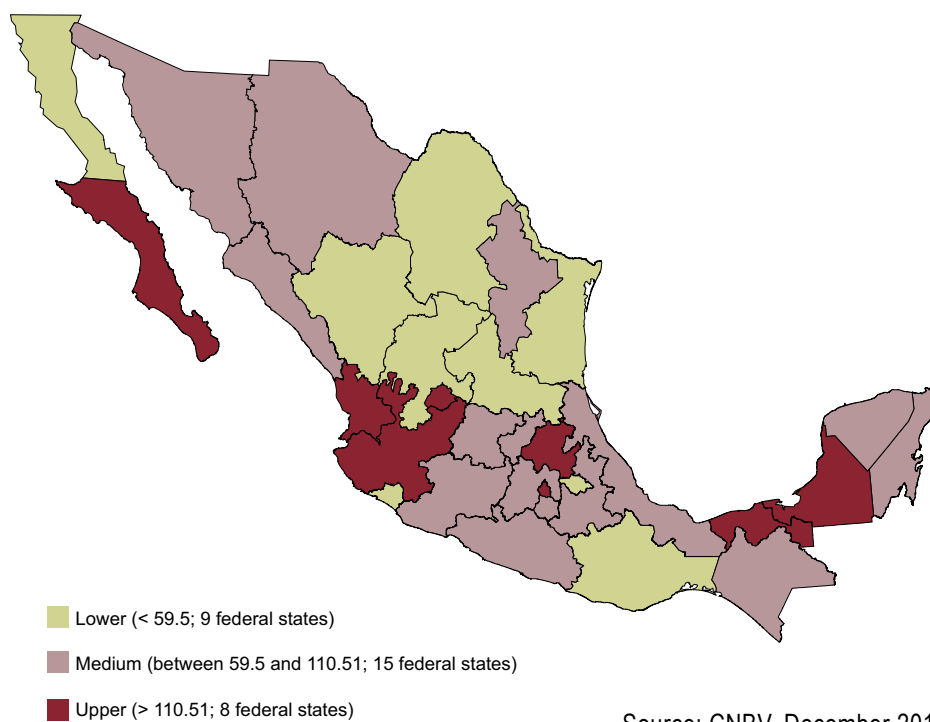 Lower (< 59.5; 9 federal states)
Medium (between 59.5 and 110.51; 15 federal states)
Upper (> 110.51; 8 federal states)
Source: CNBV, December